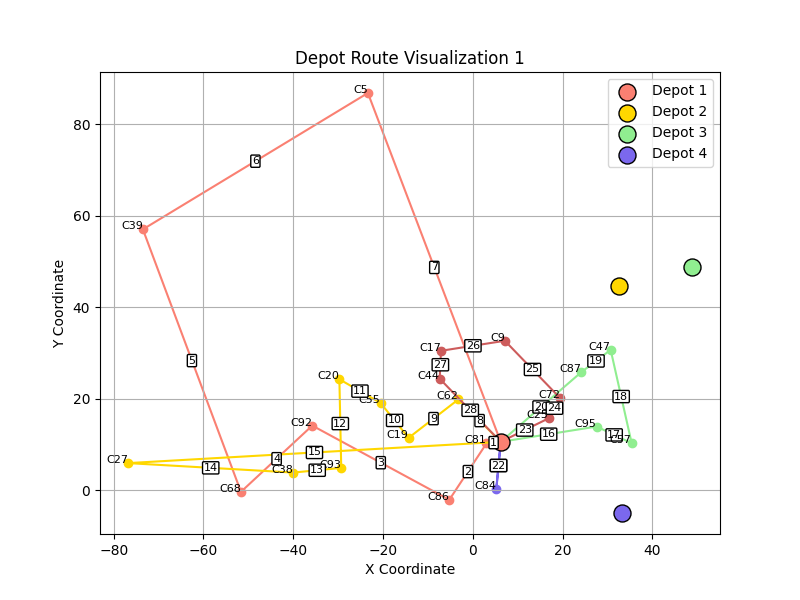 Depot Route Visualization 1
Depot 1
Depot 2
Depot 3
Depot 4
Y Coordinate
80
60
40
20
0
−80
−60
−40
−20
0
20
40
X Coordinate
C5
6
C39
7
5
C17
26
C9
C47
19
27
25
C87
C44
C20
11
18
C55
C62
C72
28
20
24
10
9
8
C23
C92
12
C19
23
C95
17
16
C81
1
15
4
C27
14
C38
13
C93
3
2
22
C68
C84
C86